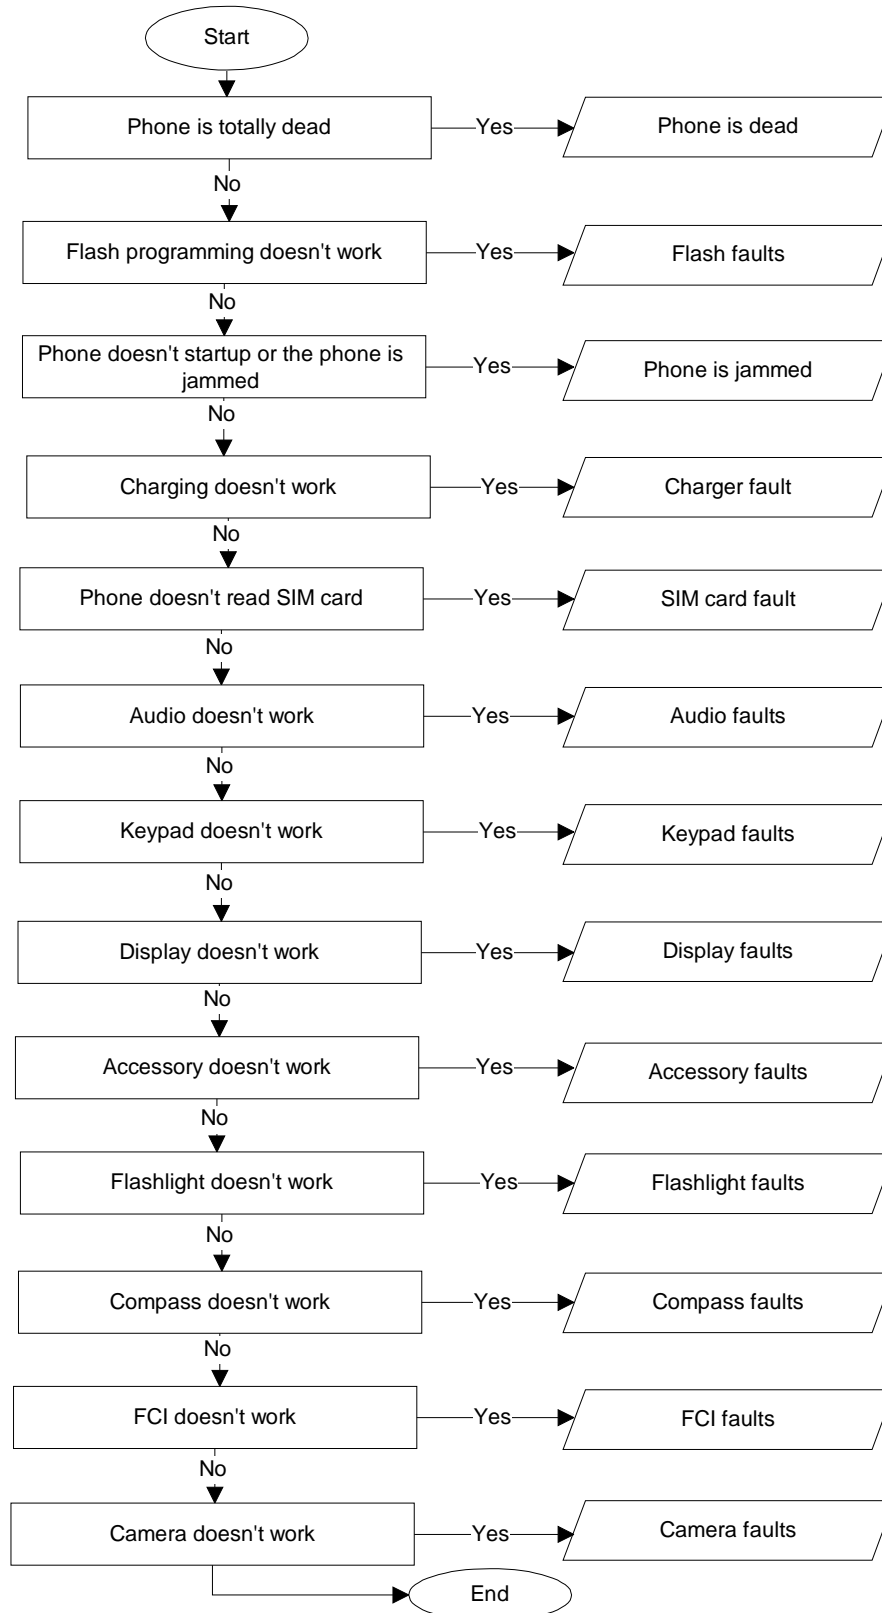 Start
Phone is totally dead
Yes
Phone is dead
No
Flash programming doesn't work
Yes
Flash faults
No
Phone doesn't startup or the phone is
jammed
Yes
Phone is jammed
No
Charging doesn't work
Yes
Charger fault
No
Phone doesn't read SIM card
Yes
SIM card fault
No
Audio doesn't work
Yes
Audio faults
No
Keypad doesn't work
Yes
Keypad faults
No
Display doesn't work
Yes
Display faults
No
Accessory doesn't work
Yes
Accessory faults
No
Flashlight doesn't work
Yes
Flashlight faults
No
Compass doesn't work
Yes
Compass faults
No
FCI doesn't work
Yes
FCI faults
No
Camera doesn't work
Yes
Camera faults
End